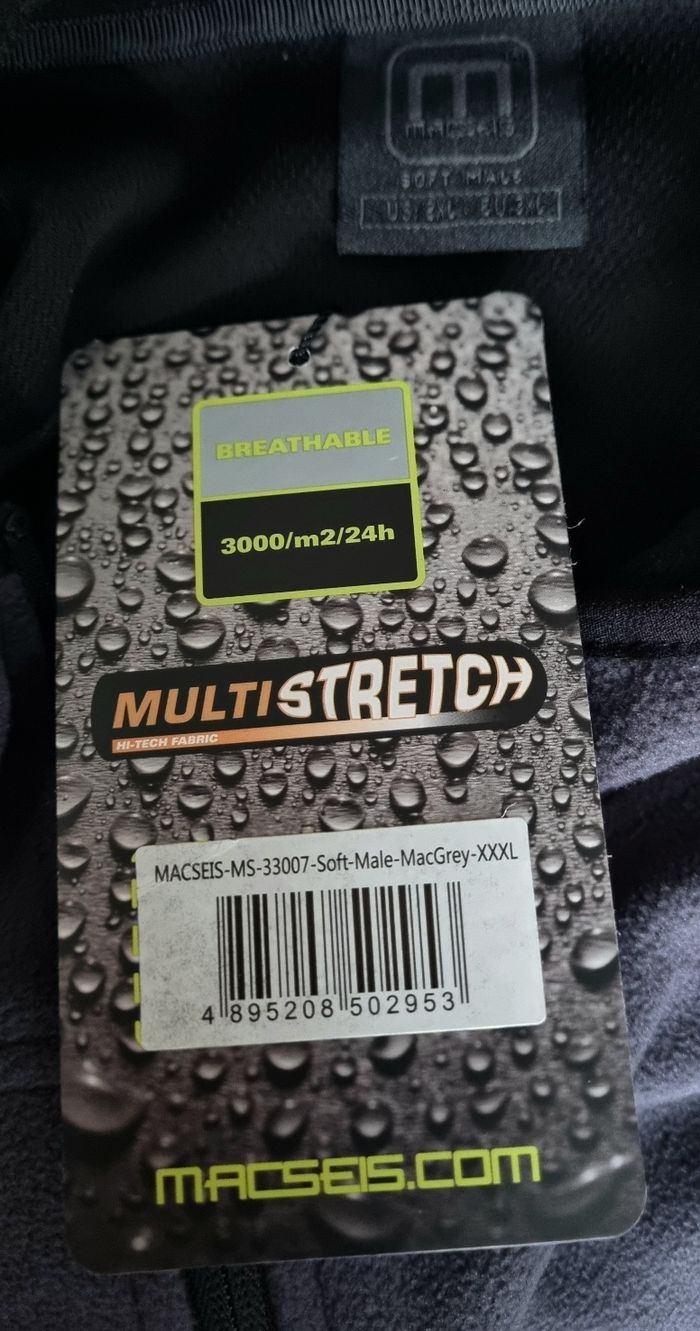 macseis
SOFT MALE
BREATHABLE
3000/m2/24h
MULTISTRETCH
HI-TECH FABRIC
MACSEIS-MS-33007-Soft-Male-MacGrey-XXXL
4 895208 502953
macseis.com